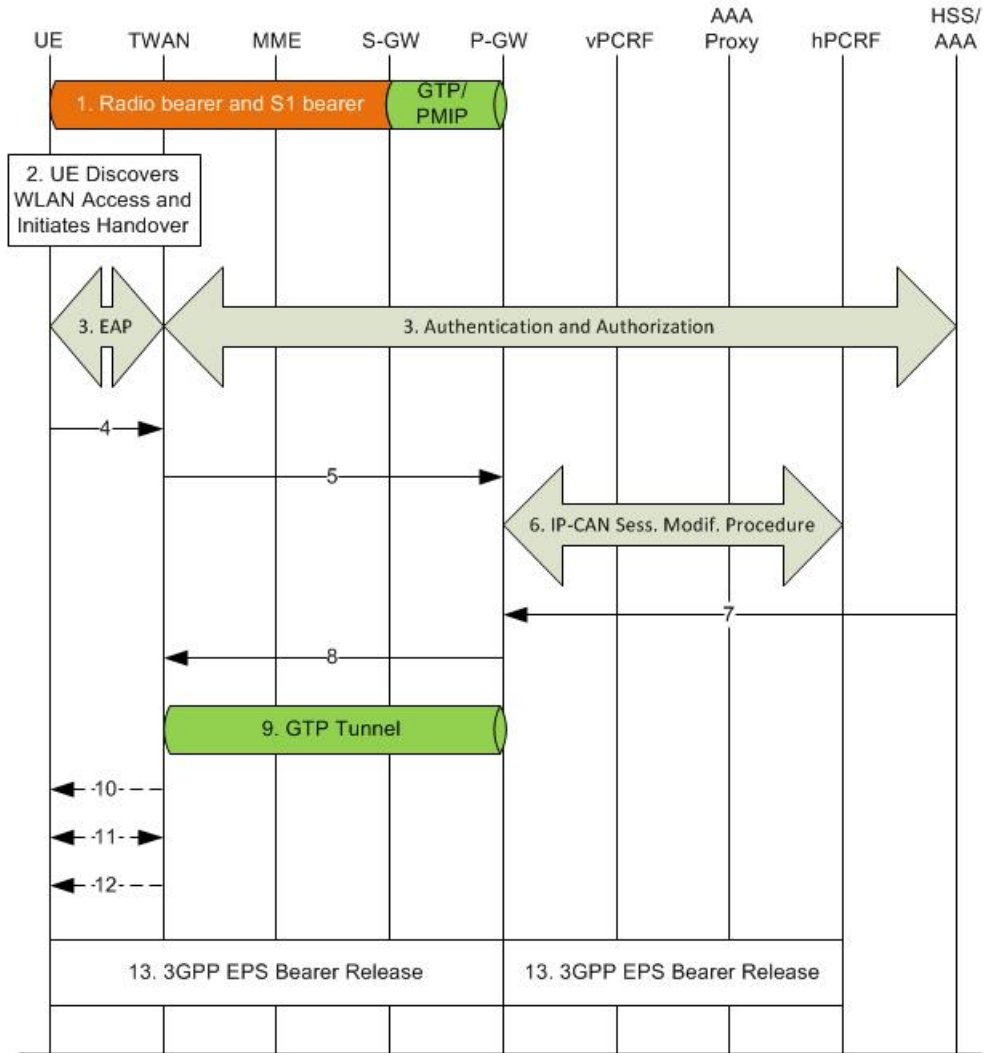 UE
TWAN
MME
S-GW
P-GW
vPCRF
AAA
Proxy
hPCRF
HSS/
AAA
1. Radio bearer and S1 bearer
GTP/
PMIP
2. UE Discovers
WLAN Access and
Initiates Handover
3. EAP
3. Authentication and Authorization
4
5
6. IP-CAN Sess. Modif. Procedure
7
8
9. GTP Tunnel
10
11
12
13. 3GPP EPS Bearer Release
13. 3GPP EPS Bearer Release